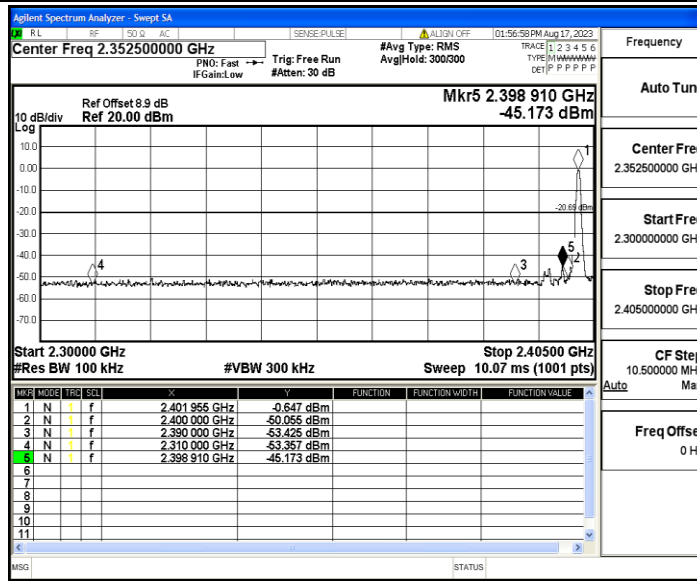 Agilent Spectrum Analyzer - Swept SA
RL RF 50 Ω AC SENSE:PULSE ALIGN OFF 01:56:58 PM Aug 17, 2023
Center Freq 2.352500000 GHz
PNO: Fast
IFGain:Low
Trig: Free Run
#Atten: 30 dB
#Avg Type: RMS
Avg|Hold: 300/300
TRACE 1 2 3 4 5 6
TYPE M
DET P P P P P P
Mkr5 2.398 910 GHz
-45.173 dBm
Ref Offset 8.9 dB
10 dB/div Ref 20.00 dBm
Log
10.0
0.00
-10.0
-20.0
-30.0
-40.0
-50.0
-60.0
-70.0
1
-20.65 dBm
5
2
3
4
Start 2.30000 GHz Stop 2.40500 GHz
#Res BW 100 kHz #VBW 300 kHz Sweep 10.07 ms (1001 pts)
MKR MODE TRC SCL X Y FUNCTION FUNCTION WIDTH FUNCTION VALUE
1 N 1 f 2.401 955 GHz -0.647 dBm
2 N 1 f 2.400 000 GHz -50.055 dBm
3 N 1 f 2.390 000 GHz -53.425 dBm
4 N 1 f 2.310 000 GHz -53.357 dBm
5 N 1 f 2.398 910 GHz -45.173 dBm
6
7
8
9
10
11
MSG STATUS
Frequency
Auto Tun
Center Fre
2.352500000 GH
Start Fre
2.300000000 GH
Stop Fre
2.405000000 GH
CF Step
10.500000 MH
Auto Ma
Freq Offse
0 H